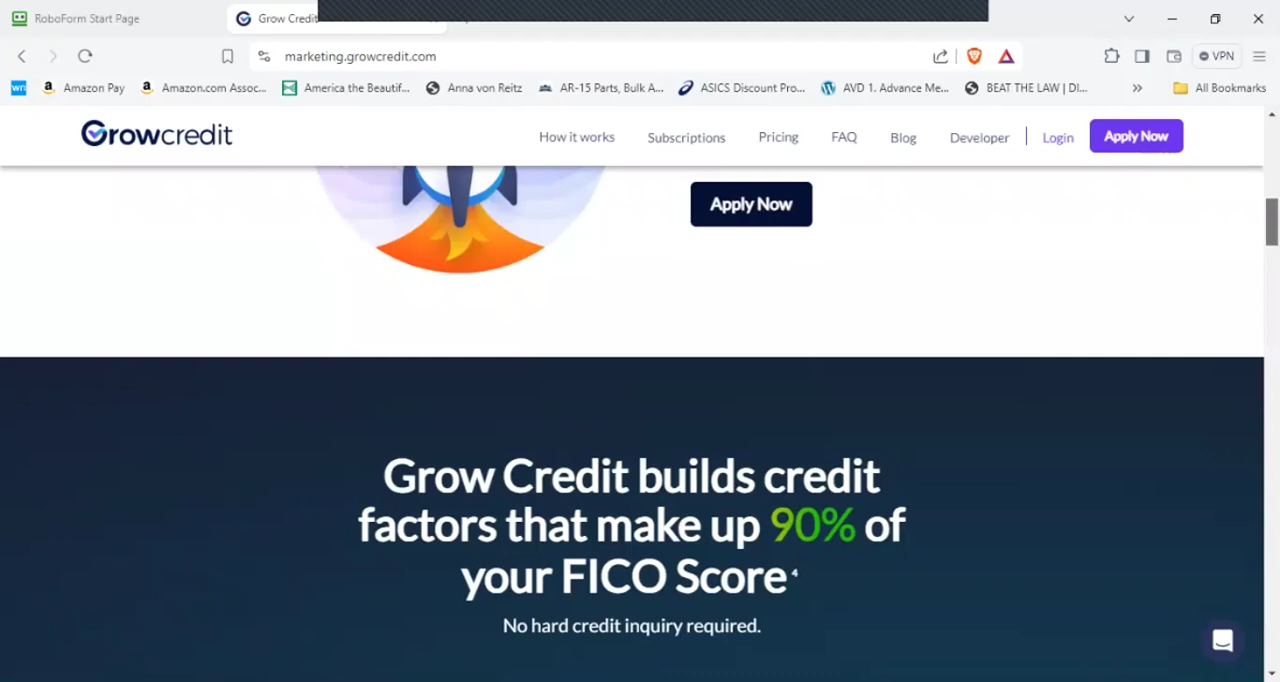 RoboForm Start Page
Grow Credit
marketing.growcredit.com
VPN
wn
Amazon Pay
Amazon.com Assoc...
America the Beautif...
Anna von Reitz
AR-15 Parts, Bulk A...
ASICS Discount Pro...
AVD 1. Advance Me...
BEAT THE LAW | DI...
All Bookmarks
Growcredit
How it works
Subscriptions
Pricing
FAQ
Blog
Developer
Login
Apply Now
Apply Now
Grow Credit builds credit
factors that make up 90% of
your FICO Score⁴
No hard credit inquiry required.